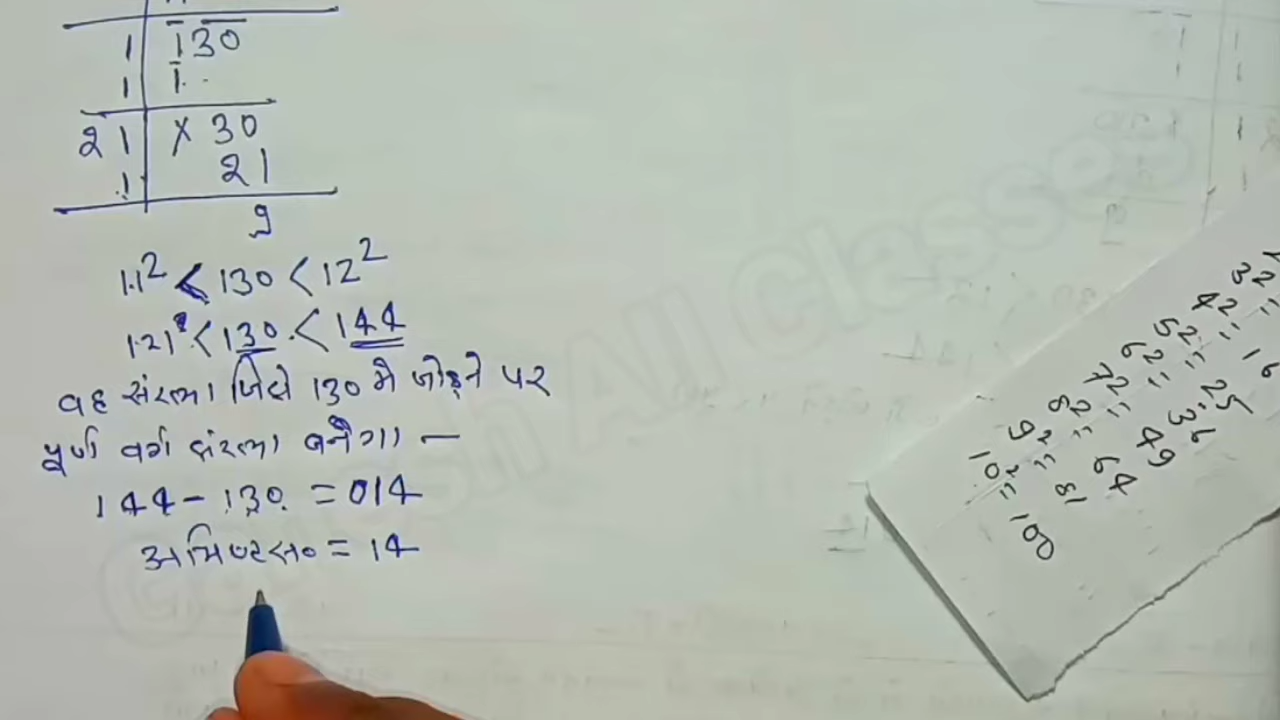 1 | 130
1 | 1..
21 | × 30
1 | 21
9
11² < 130 < 12²
121 < 130 < 144
वह संख्या जिसे 130 मे जोड़ने पर
पूर्ण वर्ग संख्या बनेगा —
144 - 130 = 014
अभिष्ट सं० = 14
3² =
4² = 16
5² = 25
6² = 36
7² = 49
8² = 64
9² = 81
10² = 100